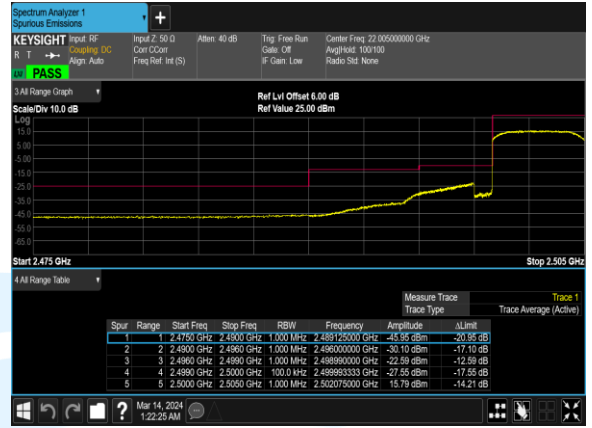 Spectrum Analyzer 1
Spurious Emissions
KEYSIGHT
R T
LW
PASS
Input: RF
Coupling: DC
Align: Auto
Input Z: 50 Ω
Corr CCorr
Freq Ref: Int (S)
Atten: 40 dB
Trig: Free Run
Gate: Off
IF Gain: Low
Center Freq: 22.005000000 GHz
Avg|Hold: 100/100
Radio Std: None
3 All Range Graph
Scale/Div 10.0 dB
Ref Lvl Offset 6.00 dB
Ref Value 25.00 dBm
Log
15.0
5.00
-5.00
-15.0
-25.0
-35.0
-45.0
-55.0
-65.0
Start 2.475 GHz
Stop 2.505 GHz
4 All Range Table
Measure Trace Trace 1
Trace Type Trace Average (Active)
Spur Range Start Freq Stop Freq RBW Frequency Amplitude ΔLimit
1 1 2.4750 GHz 2.4900 GHz 1.000 MHz 2.489125000 GHz -45.95 dBm -20.95 dB
2 2 2.4900 GHz 2.4960 GHz 1.000 MHz 2.496000000 GHz -30.10 dBm -17.10 dB
3 3 2.4960 GHz 2.4990 GHz 1.000 MHz 2.498990000 GHz -22.59 dBm -12.59 dB
4 4 2.4990 GHz 2.5000 GHz 100.0 kHz 2.499993333 GHz -27.55 dBm -17.55 dB
5 5 2.5000 GHz 2.5050 GHz 1.000 MHz 2.502075000 GHz 15.79 dBm -14.21 dB
Mar 14, 2024
1:22:25 AM